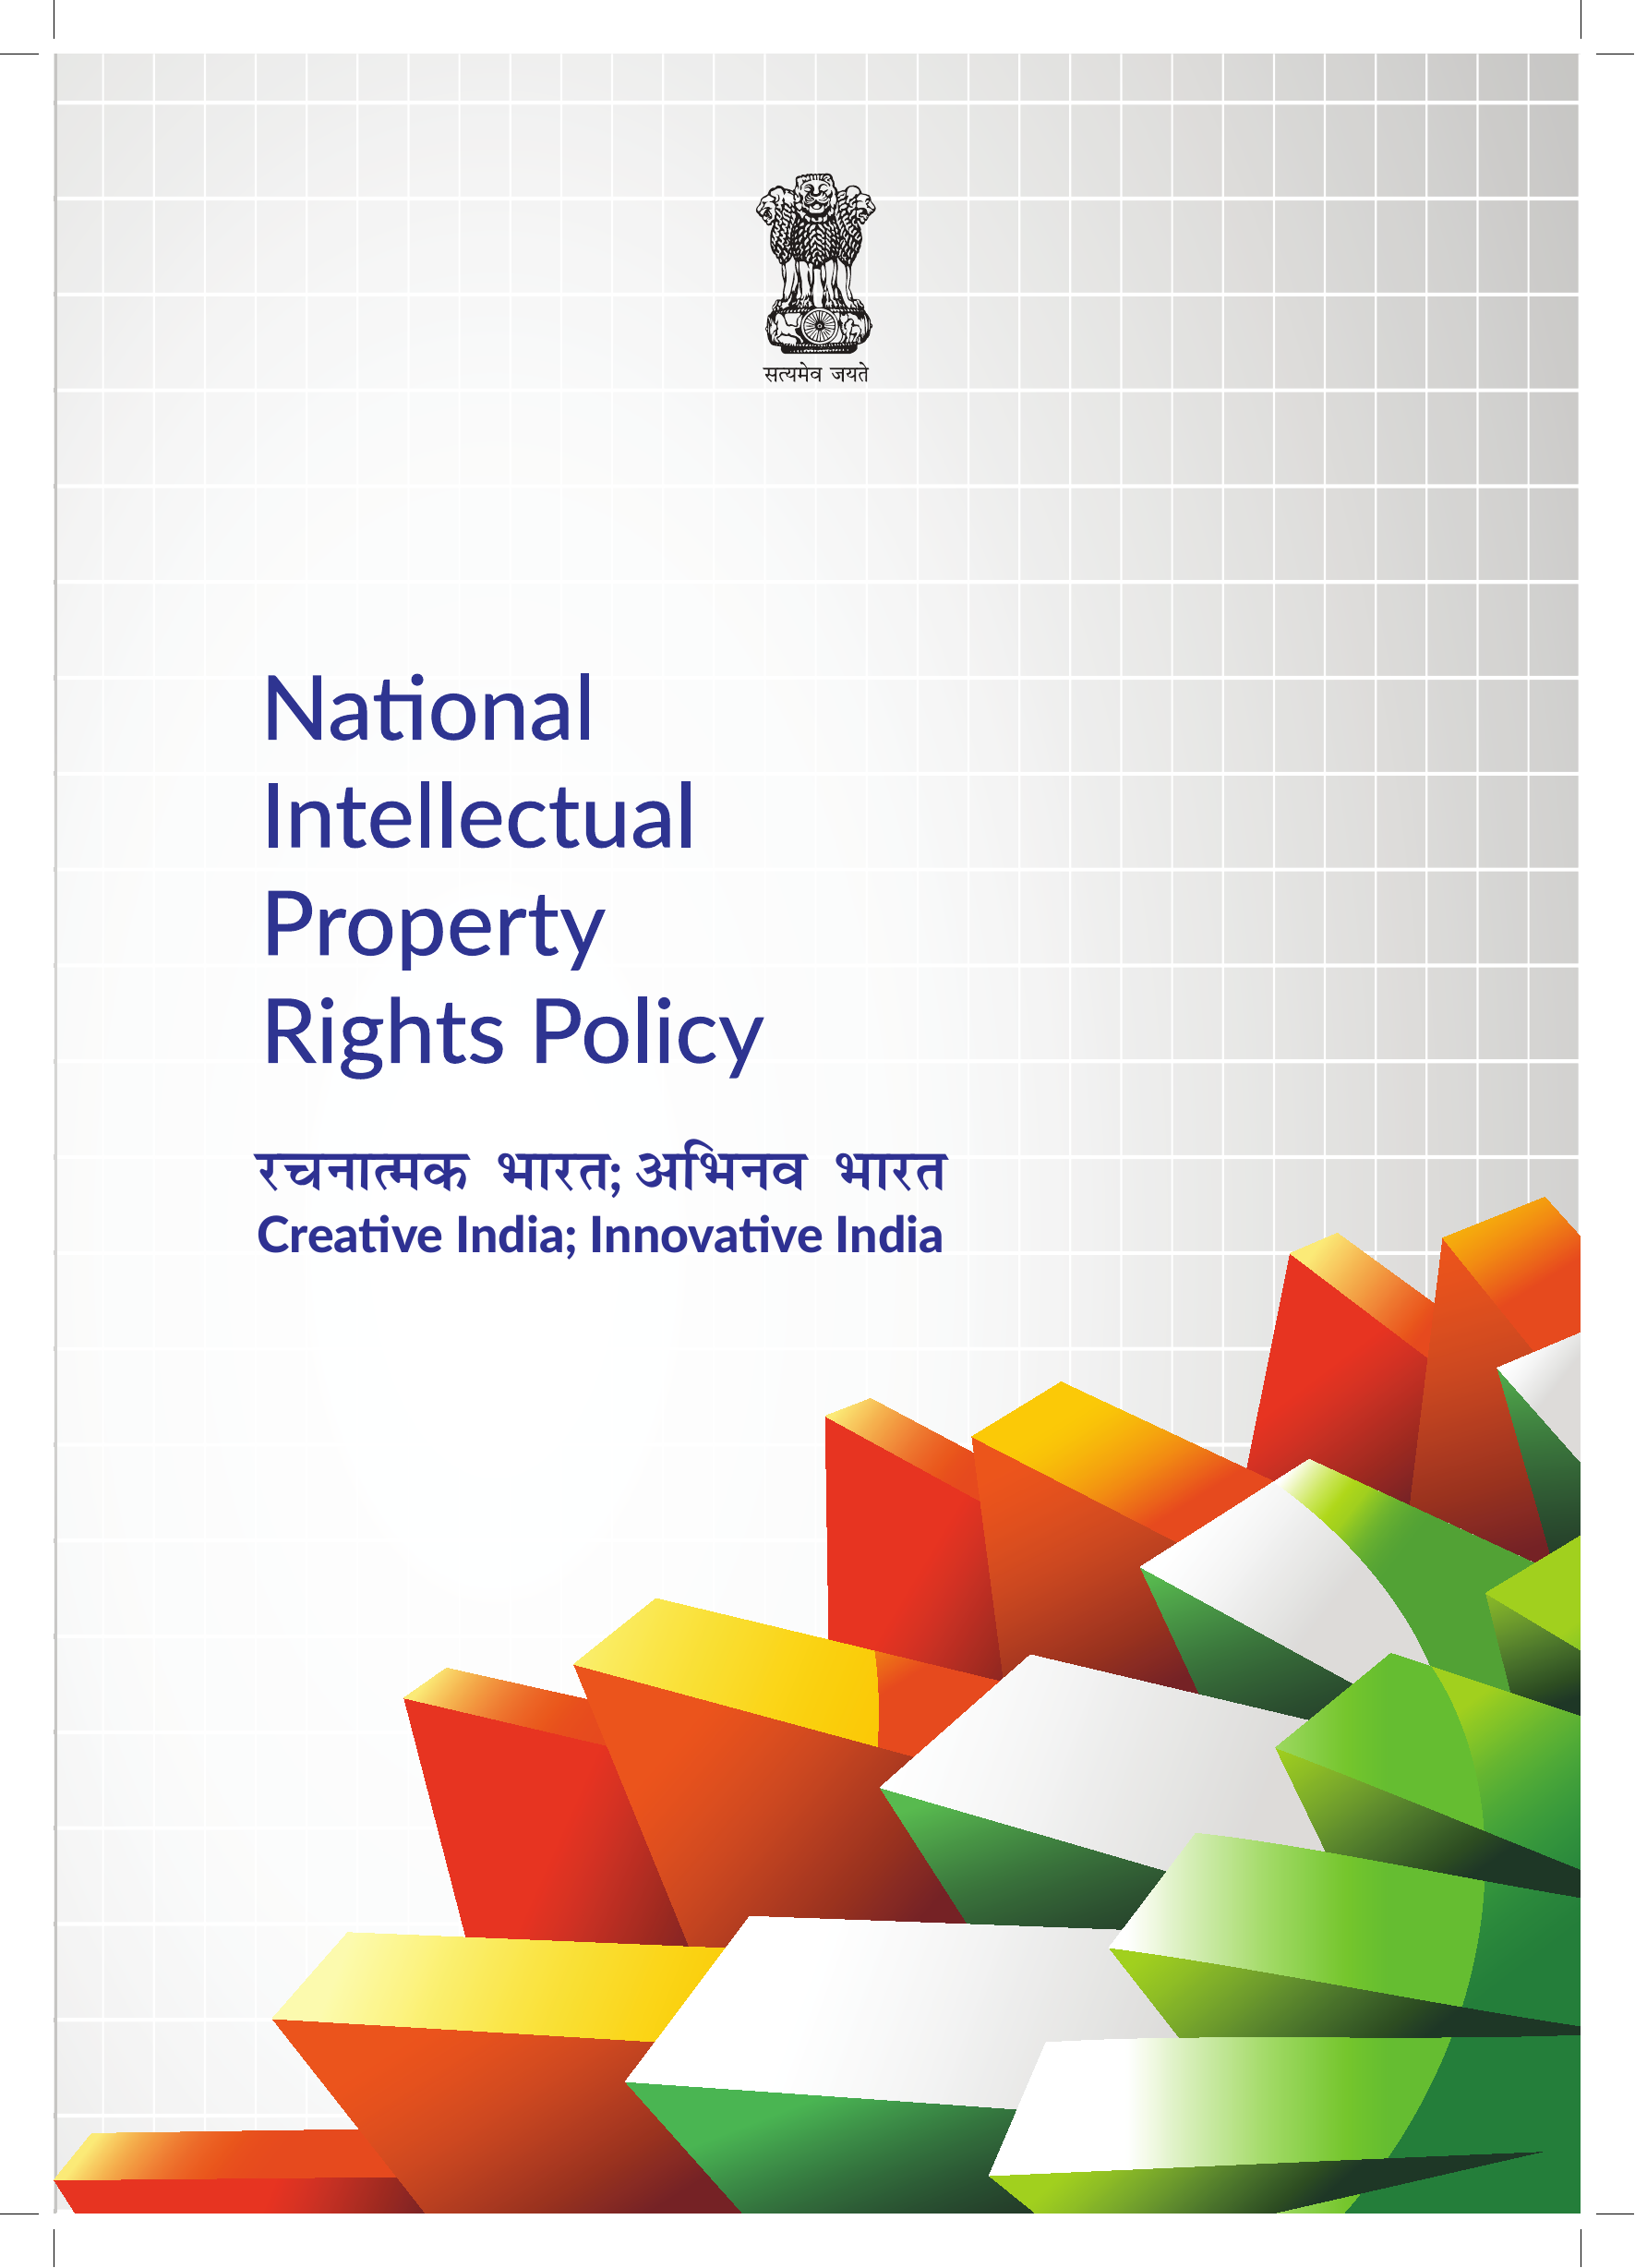 सत्यमेव जयते
National
Intellectual
Property
Rights Policy
रचनात्मक भारत; अभिनव भारत
Creative India; Innovative India